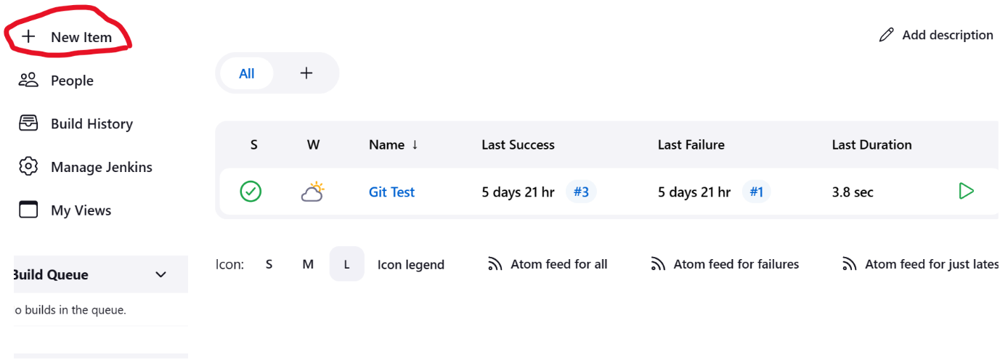 New Item
Add description
People
All
Build History
S W Name ↓ Last Success Last Failure Last Duration
Manage Jenkins
Git Test 5 days 21 hr #3 5 days 21 hr #1 3.8 sec
My Views
Icon: S M L Icon legend Atom feed for all Atom feed for failures Atom feed for just lates
Build Queue
o builds in the queue.